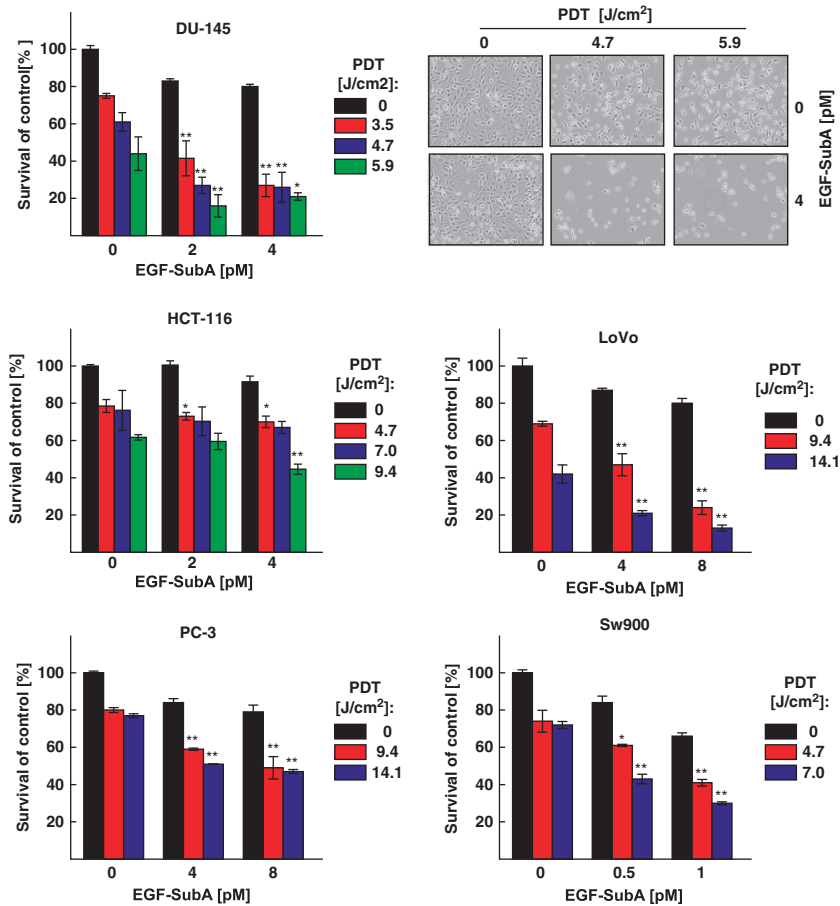 DU-145
Survival of control[% ]
100
80
60
40
20
PDT
[J/cm2]:
0
3.5
4.7
5.9
** ** ** ** ** *
0 2 4
EGF-SubA [pM]
PDT [J/cm²]
0 4.7 5.9
0
4
EGF-SubA [pM]
HCT-116
Survival of control [%]
100
80
60
40
20
PDT
[J/cm²]:
0
4.7
7.0
9.4
* * **
0 2 4
EGF-SubA [pM]
LoVo
Survival of control [%]
100
80
60
40
20
PDT
[J/cm²]:
0
9.4
14.1
** ** ** **
0 4 8
EGF-SubA [pM]
PC-3
Survival of control [%]
100
80
60
40
20
PDT
[J/cm²]:
0
9.4
14.1
** ** ** **
0 4 8
EGF-SubA [pM]
Sw900
Survival of control [%]
100
80
60
40
20
PDT
[J/cm²]:
0
4.7
7.0
* ** ** **
0 0.5 1
EGF-SubA [pM]